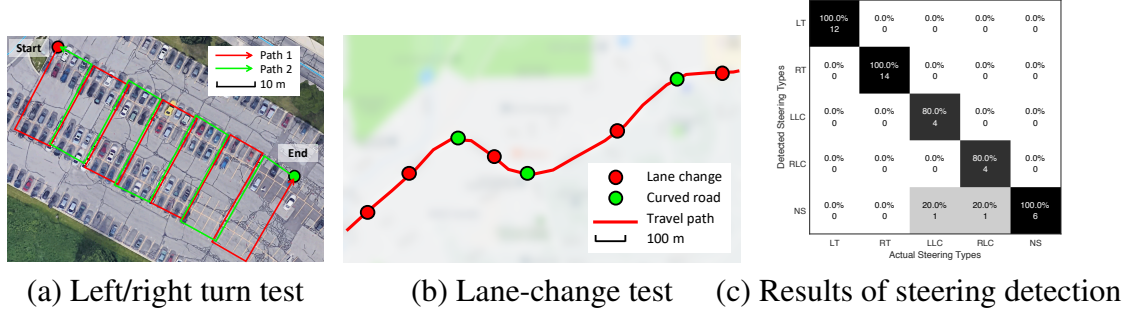 Start
Path 1
Path 2
10 m
End
(a) Left/right turn test
Lane change
Curved road
Travel path
100 m
(b) Lane-change test
Detected Steering Types
LT
100.0% 0.0% 0.0% 0.0% 0.0%
12 0 0 0 0
RT
0.0% 100.0% 0.0% 0.0% 0.0%
0 14 0 0 0
LLC
0.0% 0.0% 80.0% 0.0% 0.0%
0 0 4 0 0
RLC
0.0% 0.0% 0.0% 80.0% 0.0%
0 0 0 4 0
NS
0.0% 0.0% 20.0% 20.0% 100.0%
0 0 1 1 6
LT RT LLC RLC NS
Actual Steering Types
(c) Results of steering detection